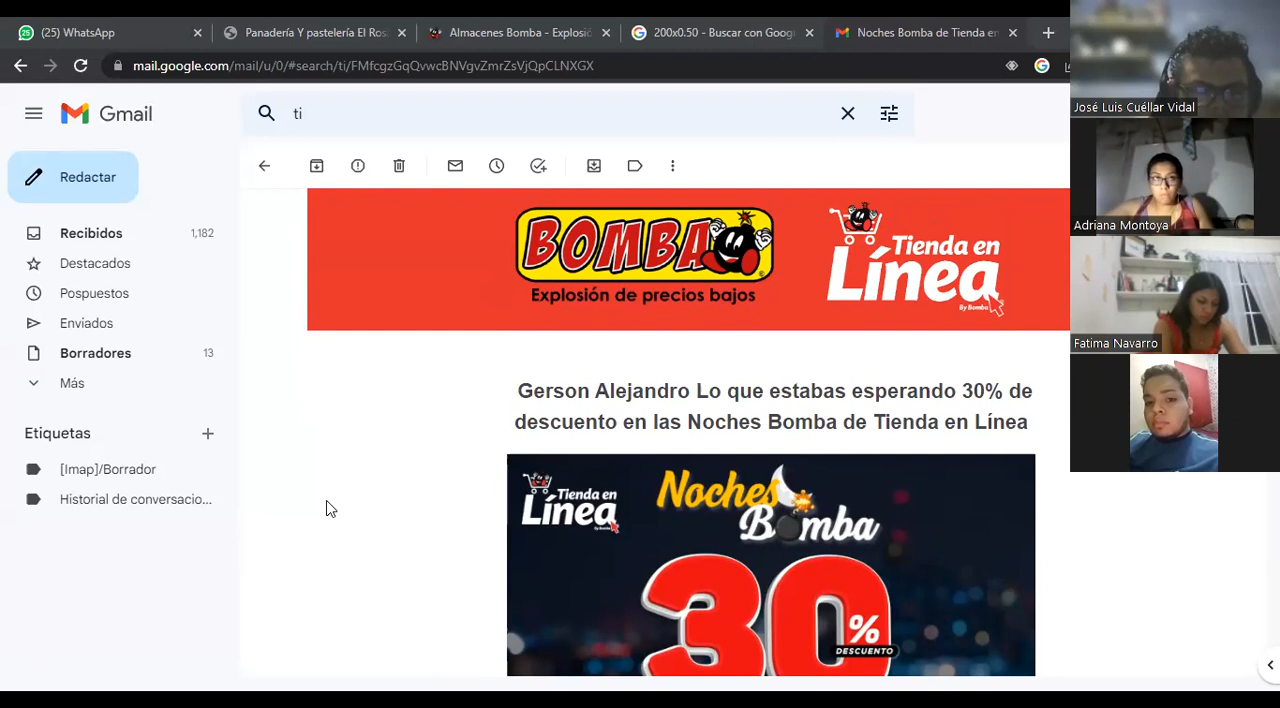 (25) WhatsApp
Panadería Y pastelería El Ros
Almacenes Bomba - Explosió
200x0.50 - Buscar con Goog
Noches Bomba de Tienda en
mail.google.com/mail/u/0/#search/ti/FMfcgzGqQvwcBNVgvZmrZsVjQpCLNXGX
Gmail
ti
Redactar
Recibidos 1,182
Destacados
Pospuestos
Enviados
Borradores 13
Más
Etiquetas
[Imap]/Borrador
Historial de conversacio...
BOMBA
Explosión de precios bajos
Tienda en
Línea
By Bomba
Gerson Alejandro Lo que estabas esperando 30% de
descuento en las Noches Bomba de Tienda en Línea
Tienda en
Línea
Noches
Bomba
30%
DESCUENTO
José Luis Cuéllar Vidal
Adriana Montoya
Fatima Navarro